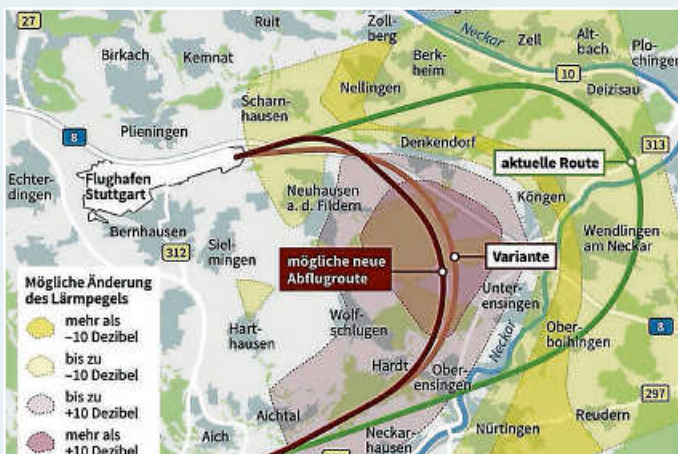 27
Ruit
Zoll-
berg
Neckar
Zell
Alt-
bach
Plo-
chingen
Birkach
Kemnat
Berk-
heim
10
Nellingen
Deizisau
Scharn-
hausen
Plieningen
8
Denkendorf
313
aktuelle Route
Echter-
dingen
Flughafen
Stuttgart
Neuhausen
a. d. Fildern
Köngen
Bernhausen
Wendlingen
am Neckar
312
Siel-
mingen
mögliche neue
Abflugroute
Variante
Mögliche Änderung
des Lärmpegels
mehr als
–10 Dezibel
bis zu
–10 Dezibel
bis zu
+10 Dezibel
mehr als
+10 Dezibel
Unter-
ensingen
Wolf-
schlugen
Hart-
hausen
Neckar
Ober-
boihingen
8
Hardt
Ober-
ensingen
297
Aichtal
Reudern
Aich
Neckar-
hausen
Nürtingen